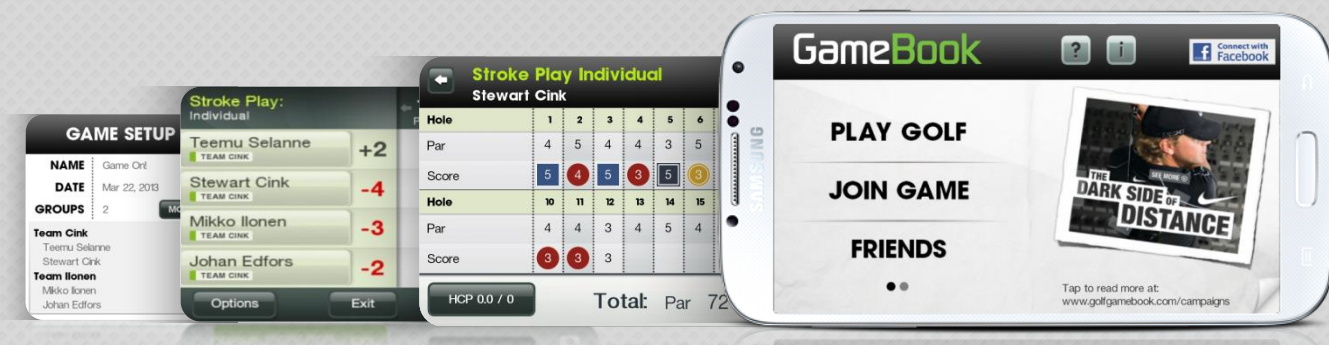 GAME SETUP
NAME Game On!
DATE Mar 22, 2013
GROUPS 2
Team Cink
Teemu Selanne
Stewart Cink
Team Ilonen
Mikko Ilonen
Johan Edfors
Stroke Play:
Individual
Teemu Selanne +2
TEAM CINK
Stewart Cink -4
TEAM CINK
Mikko Ilonen -3
TEAM CINK
Johan Edfors -2
TEAM CINK
Options Exit
Stroke Play Individual
Stewart Cink
Hole 1 2 3 4 5 6
Par 4 5 4 4 3 5
Score 5 4 5 3 5 3
Hole 10 11 12 13 14 15
Par 4 4 3 4 5 4
Score 3 3 3
HCP 0.0 / 0 Total: Par 72
SAMSUNG
GameBook ? i f Connect with
Facebook
PLAY GOLF
JOIN GAME
FRIENDS
SEE MORE
THE
DARK SIDE OF
DISTANCE
Tap to read more at:
www.golfgamebook.com/campaigns